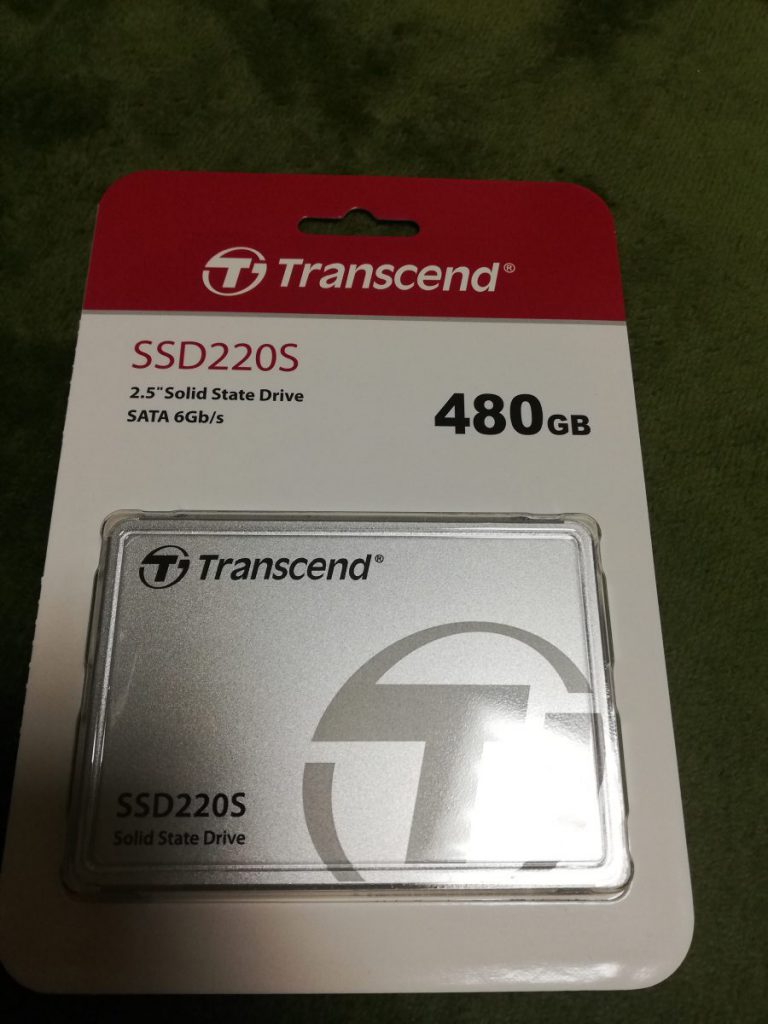 Transcend®
SSD220S
2.5"Solid State Drive
SATA 6Gb/s
480GB
Transcend®
SSD220S
Solid State Drive